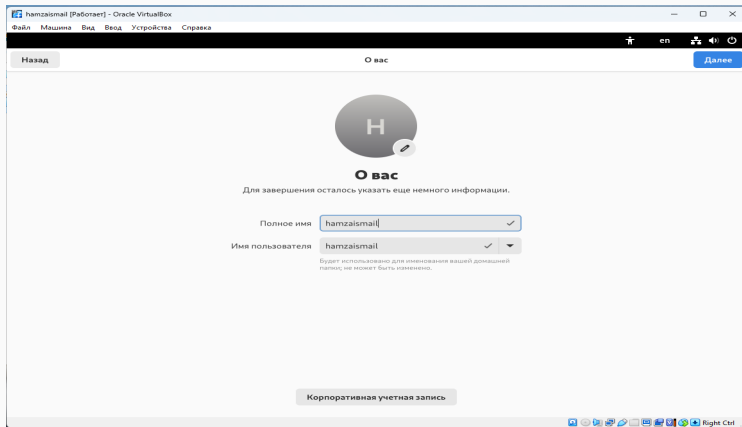 hamzaismail [Работает] - Oracle VirtualBox
Файл Машина Вид Ввод Устройства Справка
en
Назад
О вас
Далее
H
О вас
Для завершения осталось указать еще немного информации.
Полное имя hamzaismail
Имя пользователя hamzaismail
Будет использовано для именования вашей домашней
папки; не может быть изменено.
Корпоративная учетная запись
Right Ctrl